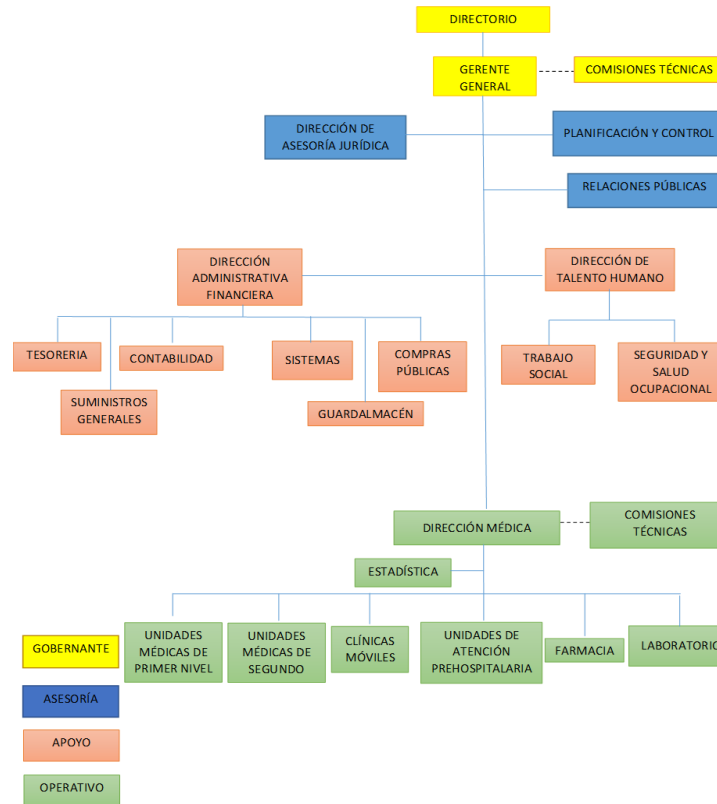 DIRECTORIO
GERENTE
GENERAL
COMISIONES TÉCNICAS
DIRECCIÓN DE
ASESORÍA JURÍDICA
PLANIFICACIÓN Y CONTROL
RELACIONES PÚBLICAS
DIRECCIÓN
ADMINISTRATIVA
FINANCIERA
DIRECCIÓN DE
TALENTO HUMANO
TESORERIA
CONTABILIDAD
SISTEMAS
COMPRAS
PÚBLICAS
TRABAJO
SOCIAL
SEGURIDAD Y
SALUD
OCUPACIONAL
SUMINISTROS
GENERALES
GUARDALMACÉN
DIRECCIÓN MÉDICA
COMISIONES
TÉCNICAS
ESTADÍSTICA
UNIDADES
MÉDICAS DE
PRIMER NIVEL
UNIDADES
MÉDICAS DE
SEGUNDO
CLÍNICAS
MÓVILES
UNIDADES DE
ATENCIÓN
PREHOSPITALARIA
FARMACIA
LABORATORIO
GOBERNANTE
ASESORÍA
APOYO
OPERATIVO